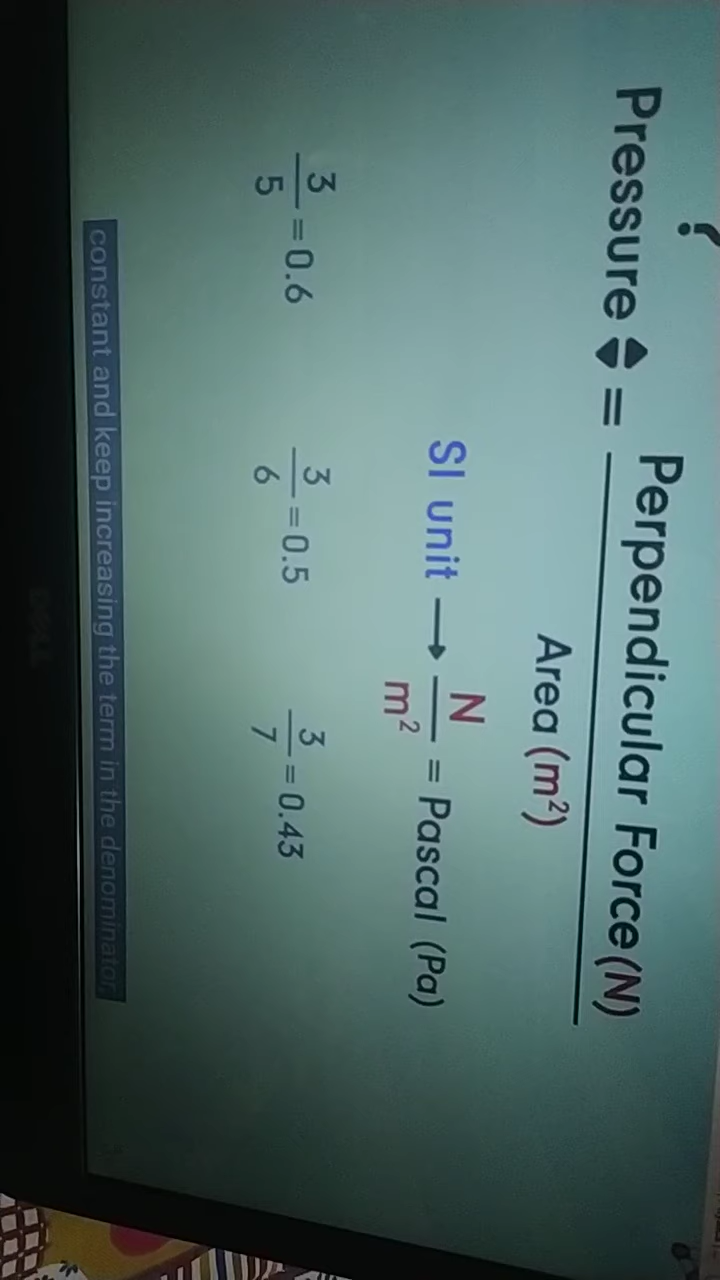 ?
Pressure = Perpendicular Force (N)
Area (m²)
SI unit → N/m² = Pascal (Pa)
3/5 = 0.6 3/6 = 0.5 3/7 = 0.43
constant and keep increasing the term in the denominator,
DELL